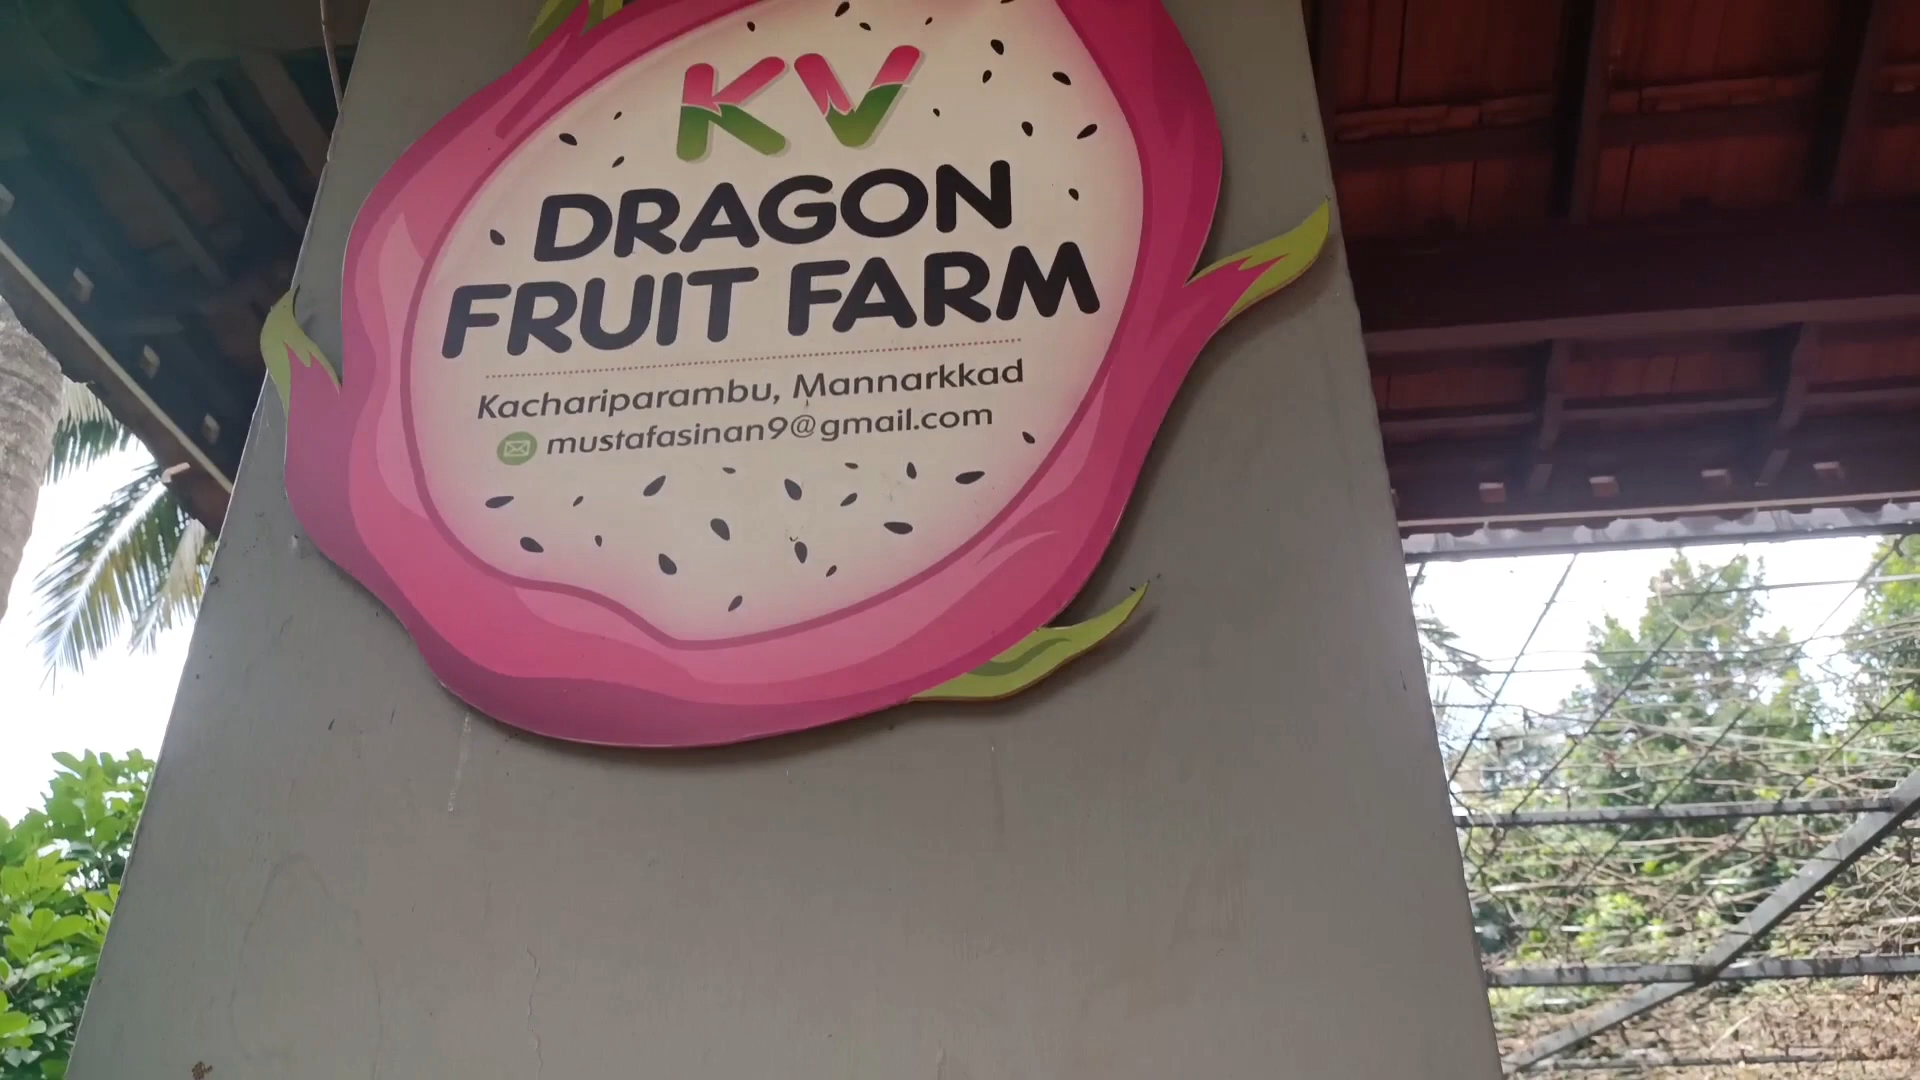 KV
DRAGON
FRUIT FARM
Kachariparambu, Mannarkkad
mustafasinan9@gmail.com